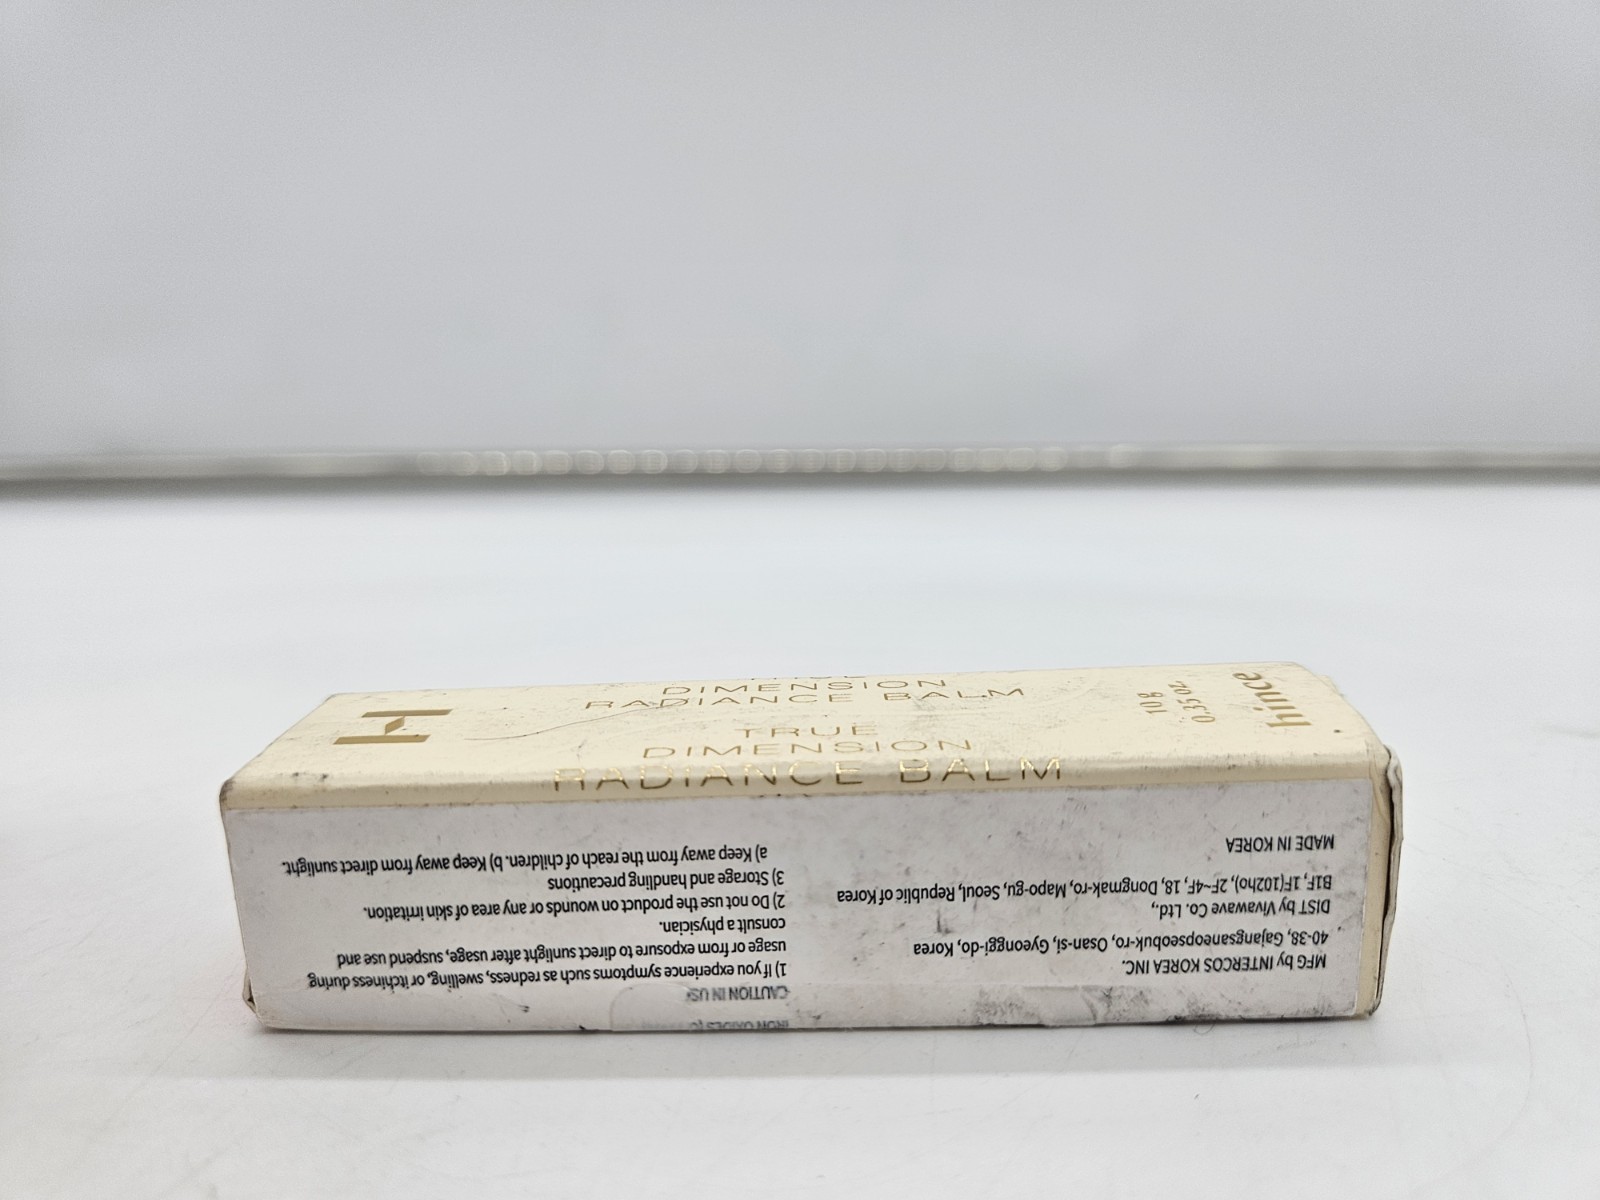 H
DIMENSION
RADIANCE BALM
TRUE
DIMENSION
RADIANCE BALM
10 g
0.35 oz.
hince
CAUTION IN
1) If you experience symptoms such as redness, swelling, or itchiness during
usage or from exposure to direct sunlight after usage, suspend use and
consult a physician.
2) Do not use the product on wounds or any area of skin irritation.
3) Storage and handling precautions
a) Keep away from the reach of children. b) Keep away from direct sunlight.
MFG by INTERCOS KOREA INC.
40-38, Gajangsaneopseobuk-ro, Osan-si, Gyeonggi-do, Korea
DIST by Vivawave Co. Ltd.,
B1F, 1F(102ho), 2F~4F, 18, Dongmak-ro, Mapo-gu, Seoul, Republic of Korea
MADE IN KOREA